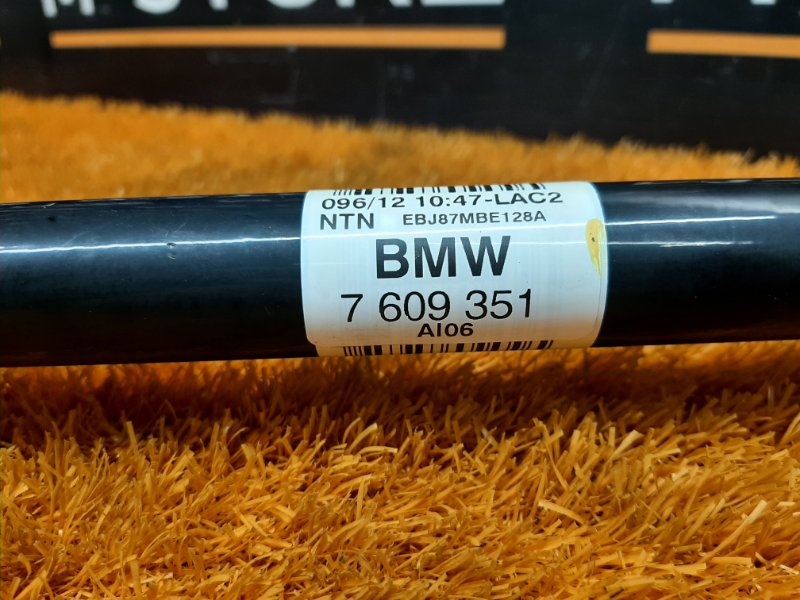 096/12 10:47-LAC2
NTN EBJ87MBE128A
BMW
7 609 351
AI06